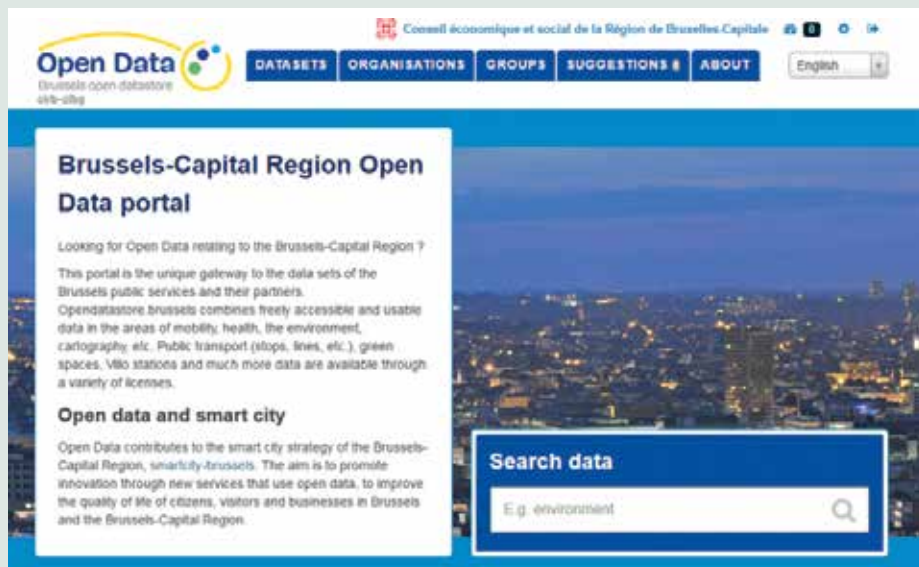 Conseil économique et social de la Région de Bruxelles-Capitale 0
Open Data
Brussels open datastore
DATASETS ORGANISATIONS GROUPS SUGGESTIONS ABOUT English
Brussels-Capital Region Open
Data portal
Looking for Open Data relating to the Brussels-Capital Region ?
This portal is the unique gateway to the data sets of the
Brussels public services and their partners.
Opendatastore.brussels combines freely accessible and usable
data in the areas of mobility, health, the environment,
cartography, etc. Public transport (stops, lines, etc.), green
spaces, Villo stations and much more data are available through
a variety of licenses.
Open data and smart city
Open Data contributes to the smart city strategy of the Brussels-
Capital Region, smartcity-brussels. The aim is to promote
innovation through new services that use open data, to improve
the quality of life of citizens, visitors and businesses in Brussels
and the Brussels-Capital Region.
Search data
E.g. environment